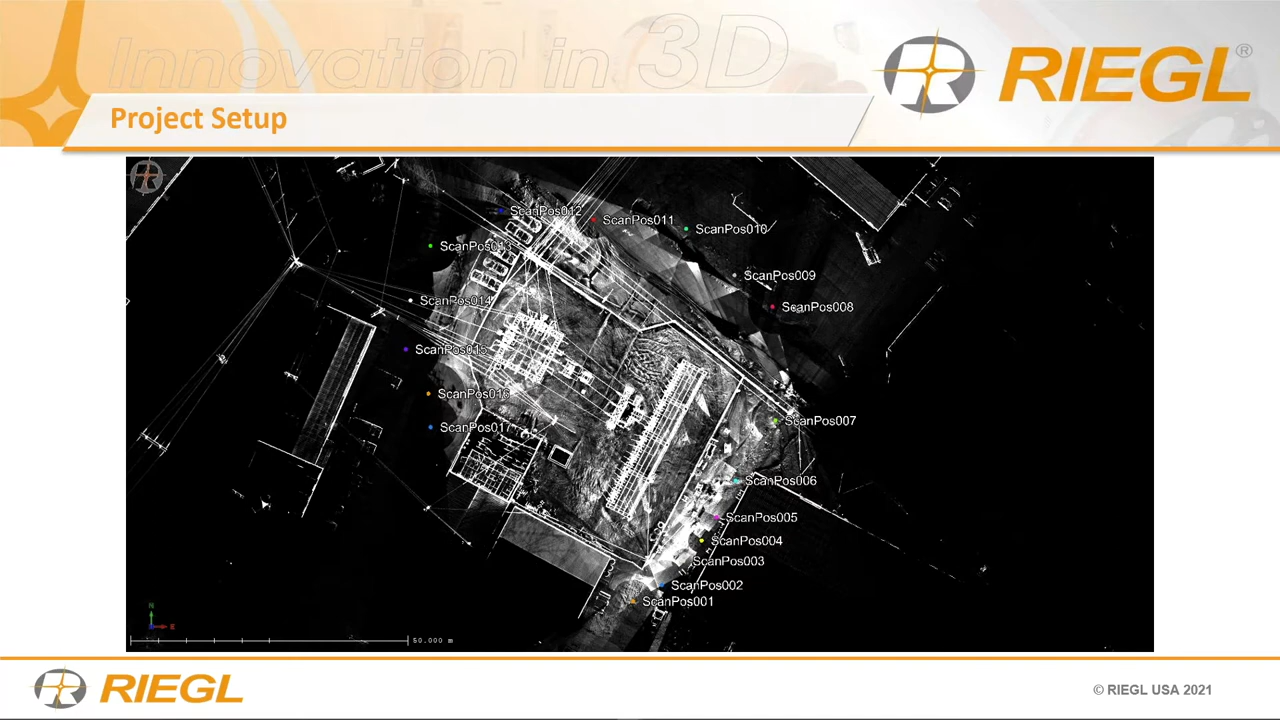 Innovation in 3D
RIEGL®
Project Setup
ScanPos012
ScanPos011
ScanPos010
ScanPos013
ScanPos009
ScanPos014
ScanPos008
ScanPos015
ScanPos016
ScanPos007
ScanPos017
ScanPos006
ScanPos005
ScanPos004
ScanPos003
ScanPos002
ScanPos001
N
E
50.000 m
RIEGL
© RIEGL USA 2021